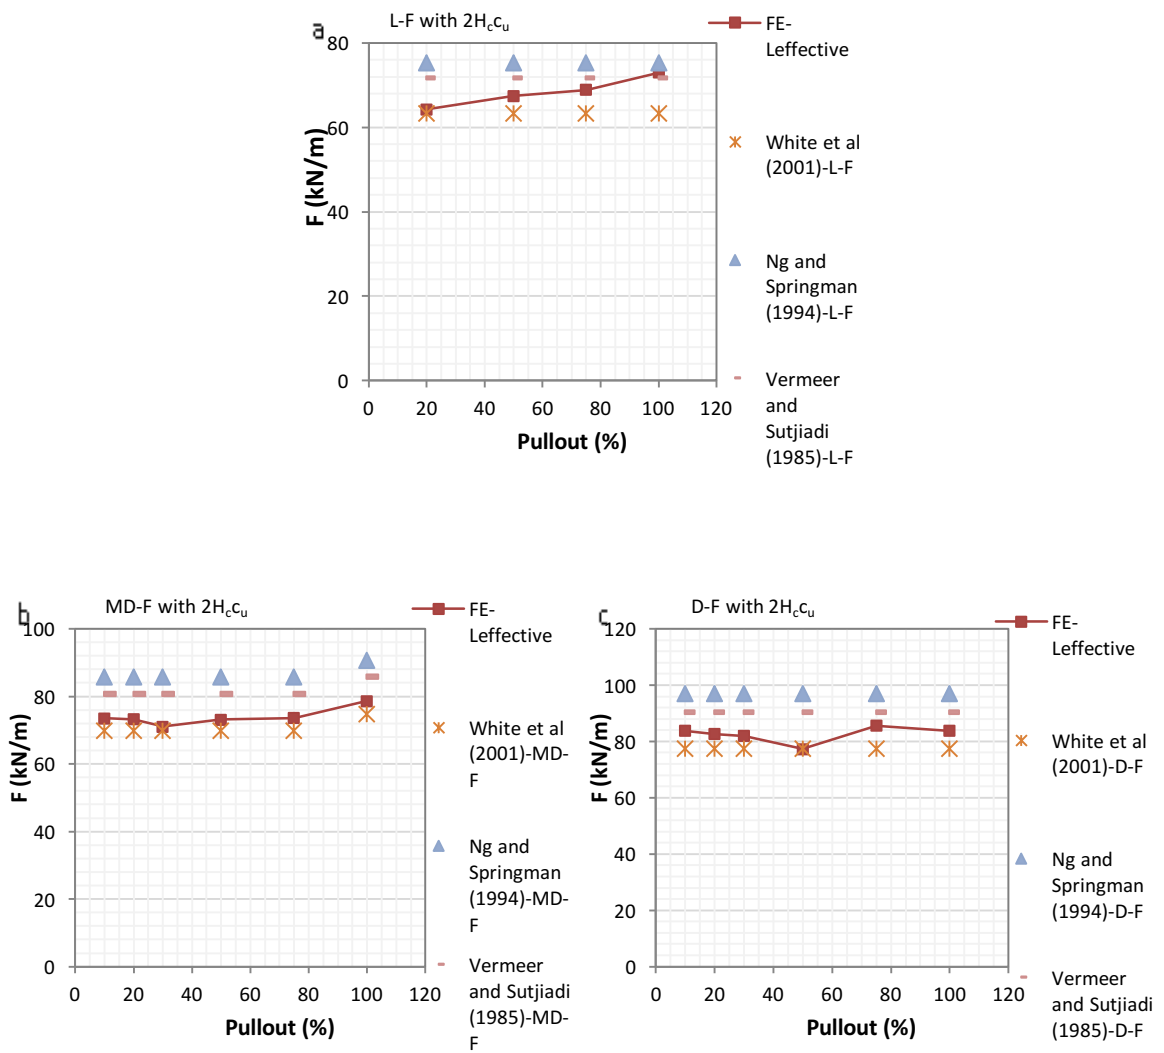 a
L-F with 2Hccu
F (kN/m)
80
60
40
20
0
0 20 40 60 80 100 120
Pullout (%)
FE-
Leffective
White et al
(2001)-L-F
Ng and
Springman
(1994)-L-F
Vermeer
and
Sutjiadi
(1985)-L-F
b
MD-F with 2Hccu
F (kN/m)
100
80
60
40
20
0
0 20 40 60 80 100 120
Pullout (%)
FE-
Leffective
White et al
(2001)-MD-
F
Ng and
Springman
(1994)-MD-
F
Vermeer
and Sutjiadi
(1985)-MD-
F
c
D-F with 2Hccu
F (kN/m)
120
100
80
60
40
20
0
0 20 40 60 80 100 120
Pullout (%)
FE-
Leffective
White et al
(2001)-D-F
Ng and
Springman
(1994)-D-F
Vermeer
and Sutjiadi
(1985)-D-F